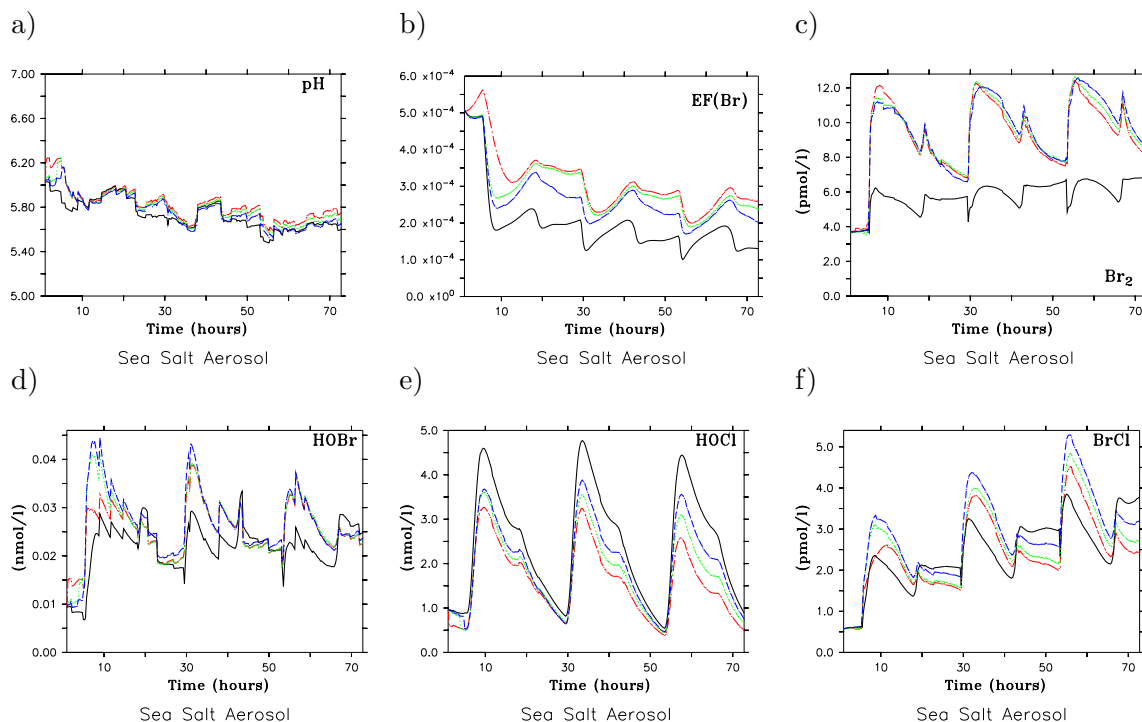 a)
7.00
6.60
6.20
5.80
5.40
5.00
pH
10
30
50
70
Time (hours)
Sea Salt Aerosol
b)
6.0 ×10⁻⁴
5.0 ×10⁻⁴
4.0 ×10⁻⁴
3.0 ×10⁻⁴
2.0 ×10⁻⁴
1.0 ×10⁻⁴
0.0 ×10⁰
EF(Br)
10
30
50
70
Time (hours)
Sea Salt Aerosol
c)
12.0
10.0
8.0
6.0
4.0
2.0
0.0
(pmol/l)
Br₂
10
30
50
70
Time (hours)
Sea Salt Aerosol
d)
0.04
0.03
0.02
0.01
0.00
(nmol/l)
HOBr
10
30
50
70
Time (hours)
Sea Salt Aerosol
e)
5.0
4.0
3.0
2.0
1.0
0.0
(nmol/l)
HOCl
10
30
50
70
Time (hours)
Sea Salt Aerosol
f)
5.0
4.0
3.0
2.0
1.0
0.0
(pmol/l)
BrCl
10
30
50
70
Time (hours)
Sea Salt Aerosol